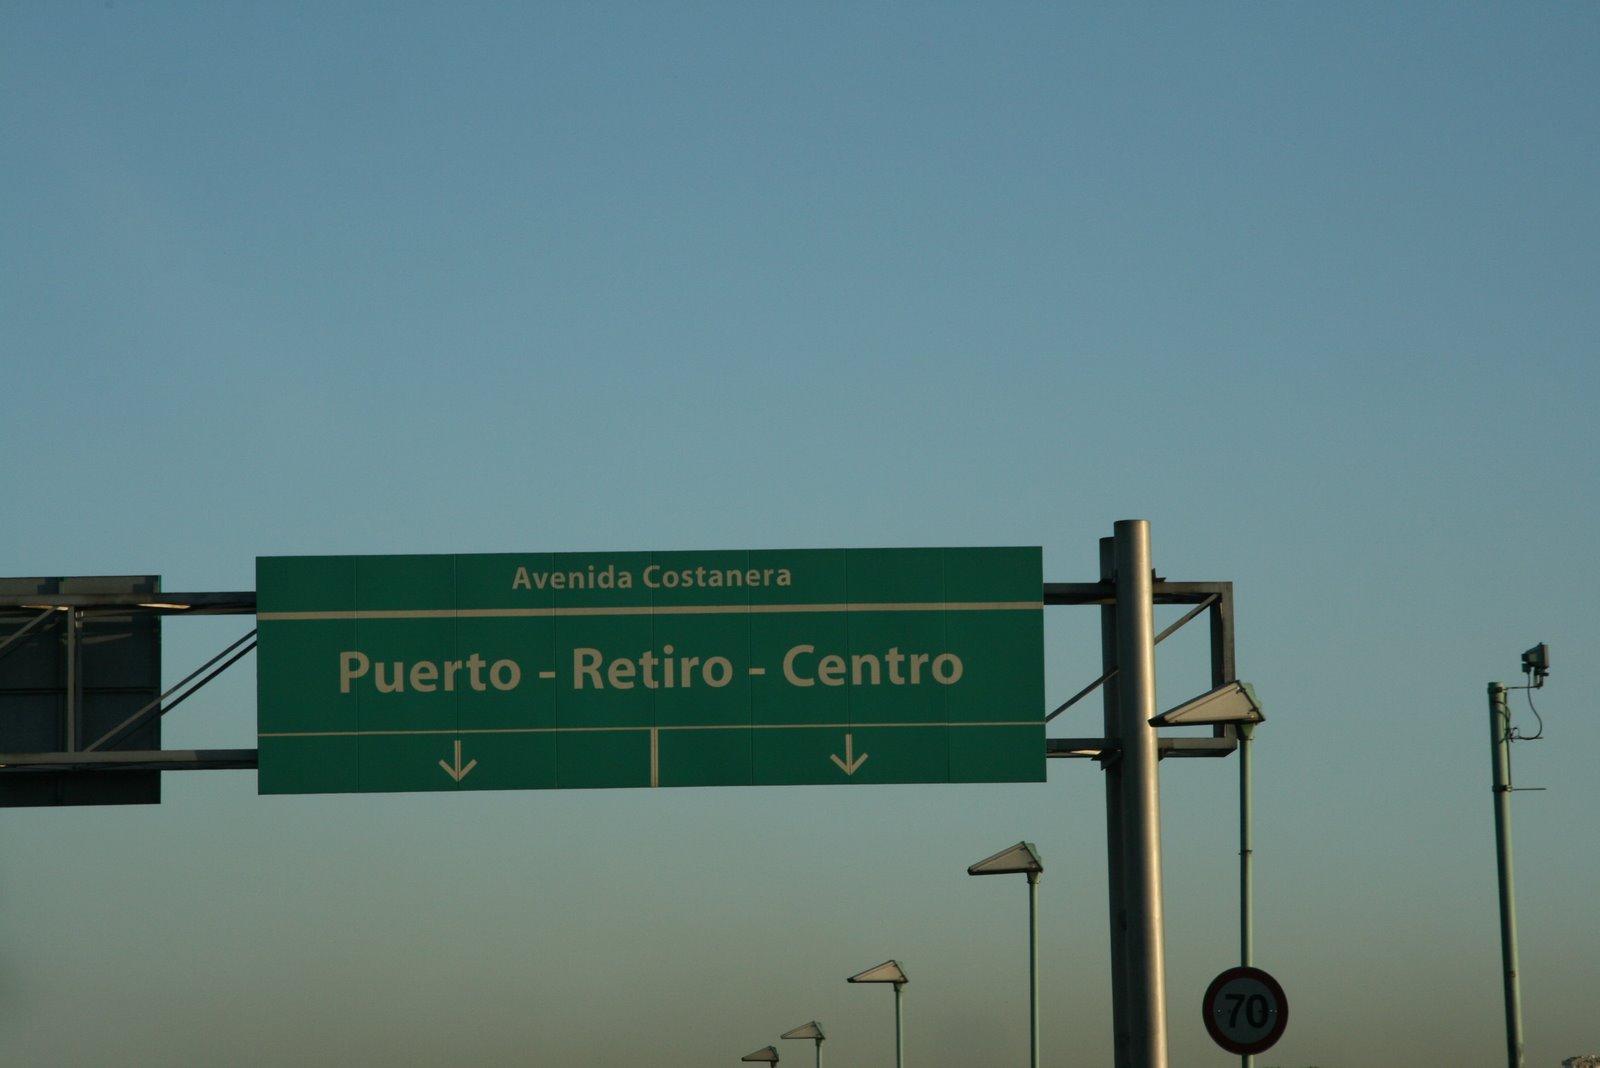 Avenida Costanera
Puerto - Retiro - Centro
70